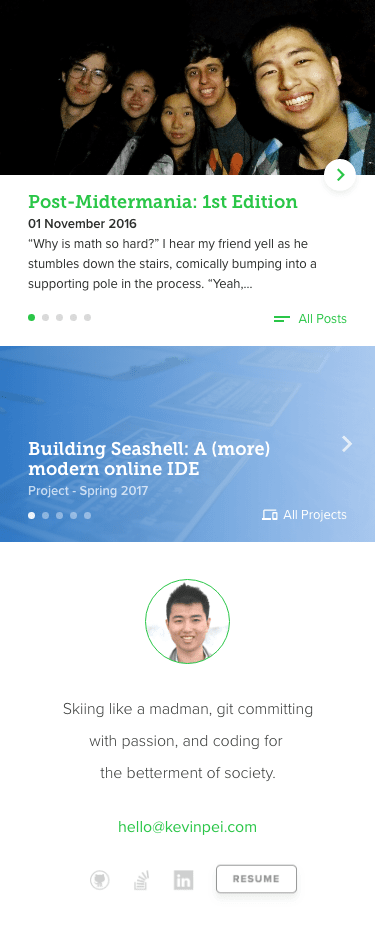 Post-Midtermania: 1st Edition
01 November 2016
“Why is math so hard?” I hear my friend yell as he
stumbles down the stairs, comically bumping into a
supporting pole in the process. “Yeah,...
All Posts
Building Seashell: A (more)
modern online IDE
Project - Spring 2017
All Projects
Skiing like a madman, git committing
with passion, and coding for
the betterment of society.
hello@kevinpei.com
in
RESUME